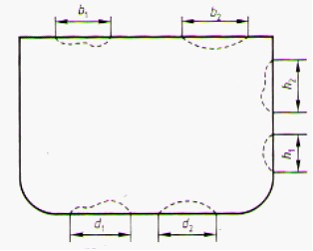 b₁
b₂
h₂
h₁
d₁
d₂